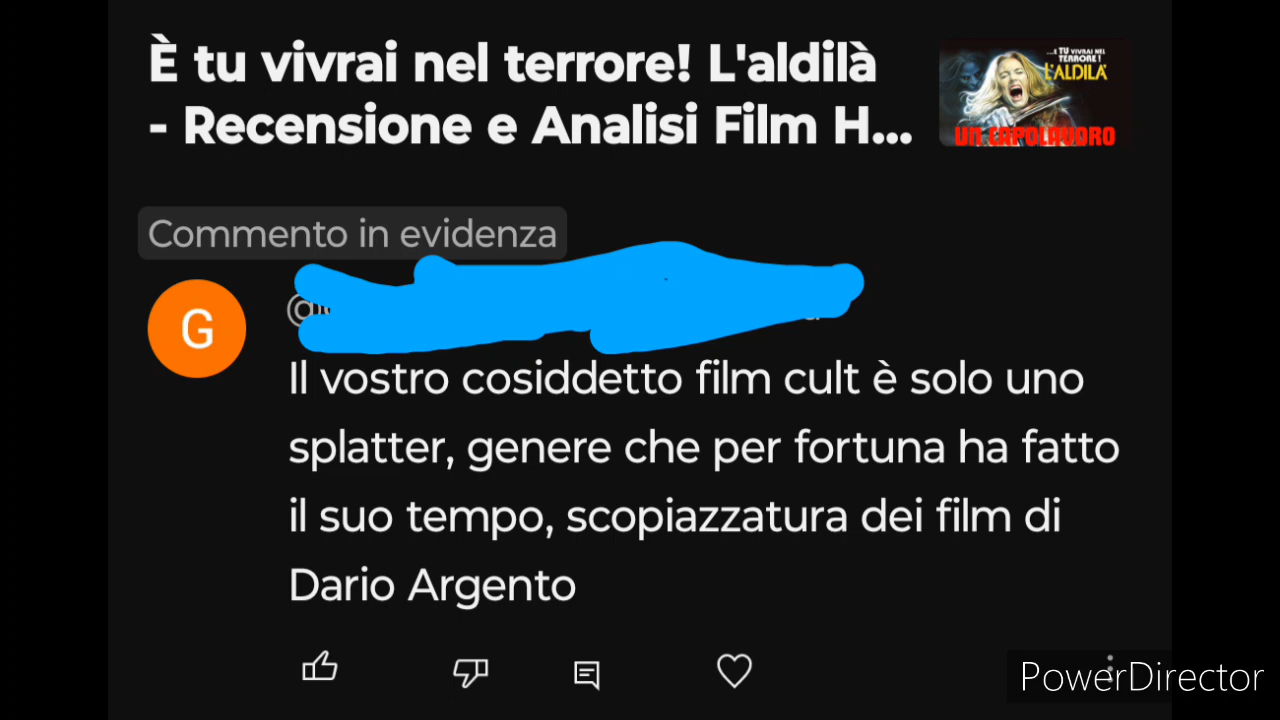 È tu vivrai nel terrore! L'aldilà
- Recensione e Analisi Film H...
...E TU VIVRAI NEL
TERRORE!
L'ALDILÀ
UN CAPOLAVORO
Commento in evidenza
G
@
Il vostro cosiddetto film cult è solo uno
splatter, genere che per fortuna ha fatto
il suo tempo, scopiazzatura dei film di
Dario Argento
PowerDirector